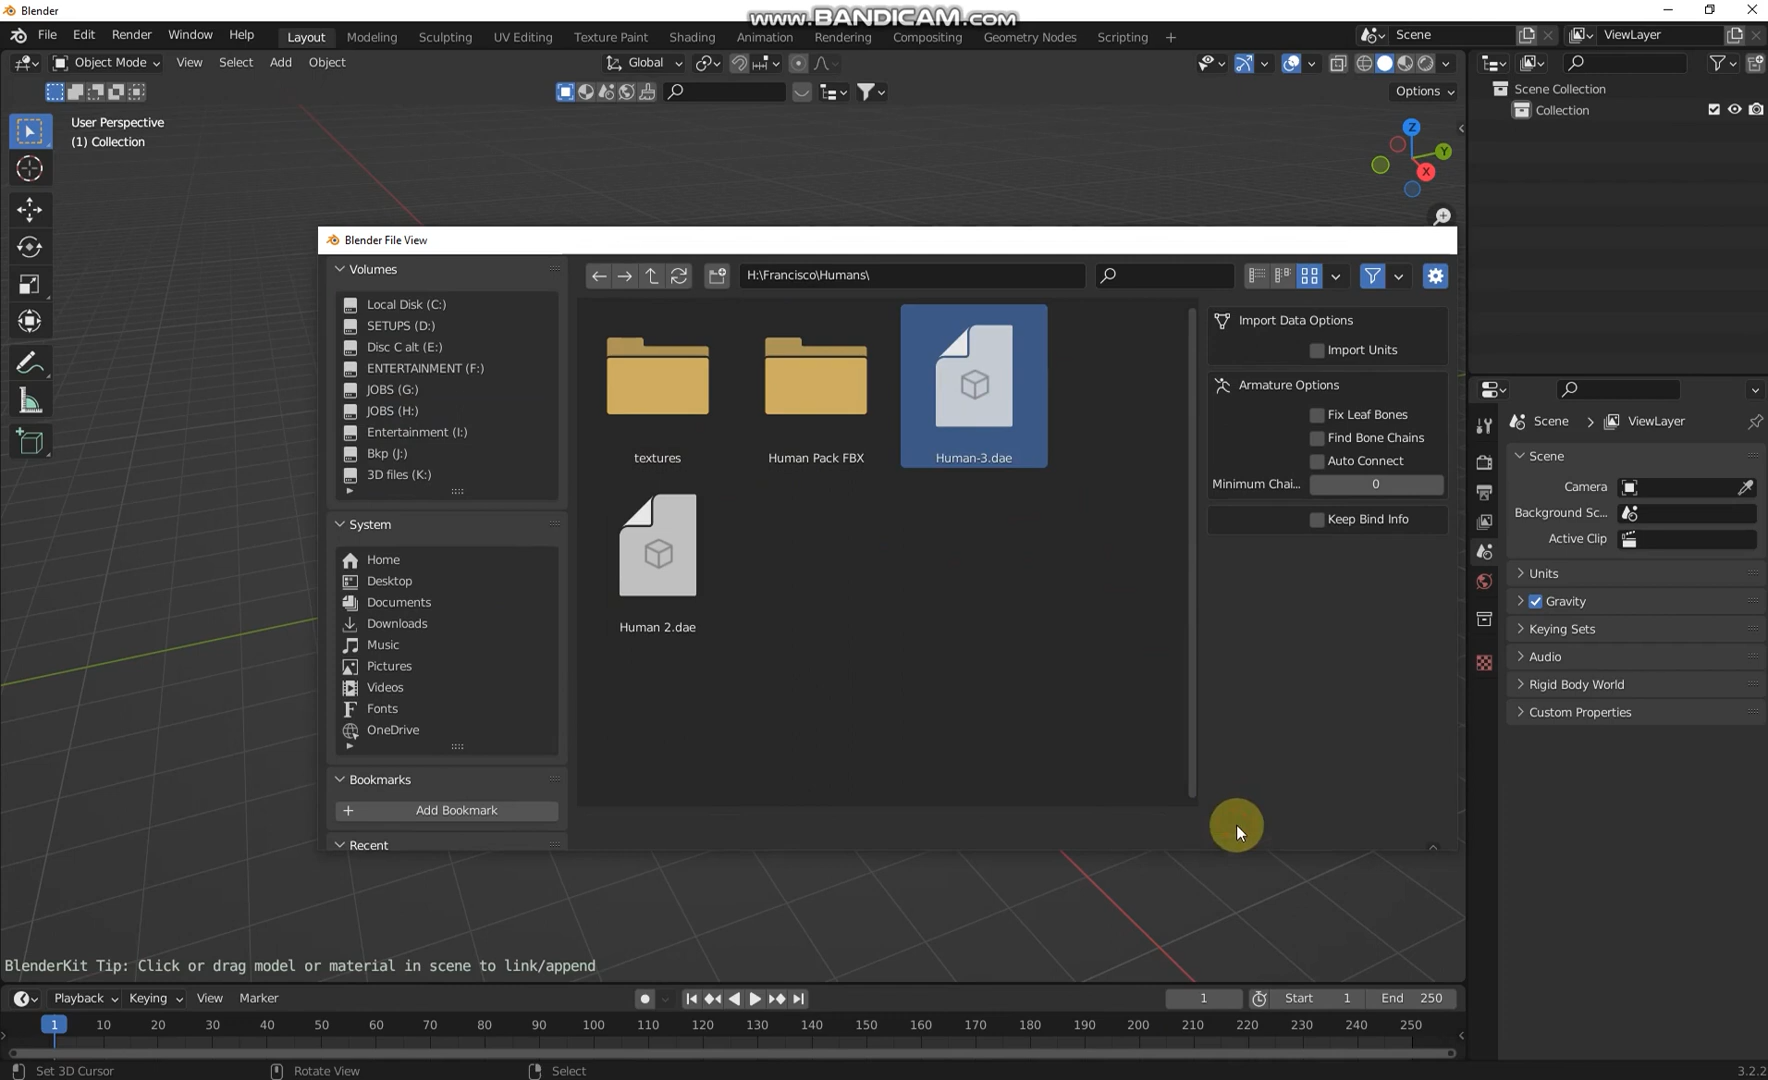 Blender
www.BANDICAM.com
File Edit Render Window Help Layout Modeling Sculpting UV Editing Texture Paint Shading Animation Rendering Compositing Geometry Nodes Scripting + Scene ViewLayer
Object Mode View Select Add Object Global
Options
User Perspective
(1) Collection
Z
Y
X
Scene Collection
Collection
Blender File View
Volumes
Local Disk (C:)
SETUPS (D:)
Disc C alt (E:)
ENTERTAINMENT (F:)
JOBS (G:)
JOBS (H:)
Entertainment (I:)
Bkp (J:)
3D files (K:)
System
Home
Desktop
Documents
Downloads
Music
Pictures
Videos
Fonts
OneDrive
Bookmarks
Add Bookmark
Recent
H:\Francisco\Humans\
textures
Human Pack FBX
Human-3.dae
Human 2.dae
Import Data Options
Import Units
Armature Options
Fix Leaf Bones
Find Bone Chains
Auto Connect
Minimum Chai... 0
Keep Bind Info
Scene ViewLayer
Scene
Camera
Background Sc...
Active Clip
Units
Gravity
Keying Sets
Audio
Rigid Body World
Custom Properties
BlenderKit Tip: Click or drag model or material in scene to link/append
Playback Keying View Marker 1 Start 1 End 250
1 10 20 30 40 50 60 70 80 90 100 110 120 130 140 150 160 170 180 190 200 210 220 230 240 250
Set 3D Cursor Rotate View Select 3.2.2